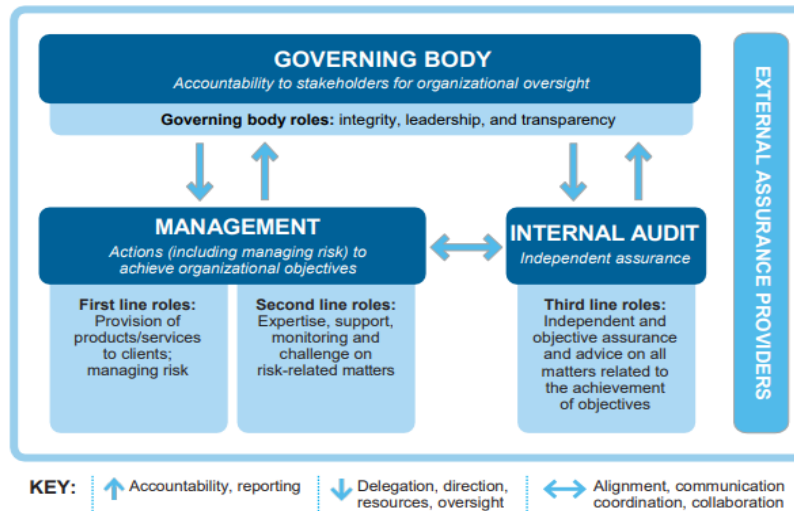 GOVERNING BODY
Accountability to stakeholders for organizational oversight
Governing body roles: integrity, leadership, and transparency
MANAGEMENT
Actions (including managing risk) to
achieve organizational objectives
First line roles:
Provision of
products/services
to clients;
managing risk
Second line roles:
Expertise, support,
monitoring and
challenge on
risk-related matters
INTERNAL AUDIT
Independent assurance
Third line roles:
Independent and
objective assurance
and advice on all
matters related to
the achievement
of objectives
EXTERNAL ASSURANCE PROVIDERS
KEY:
Accountability, reporting
Delegation, direction,
resources, oversight
Alignment, communication
coordination, collaboration